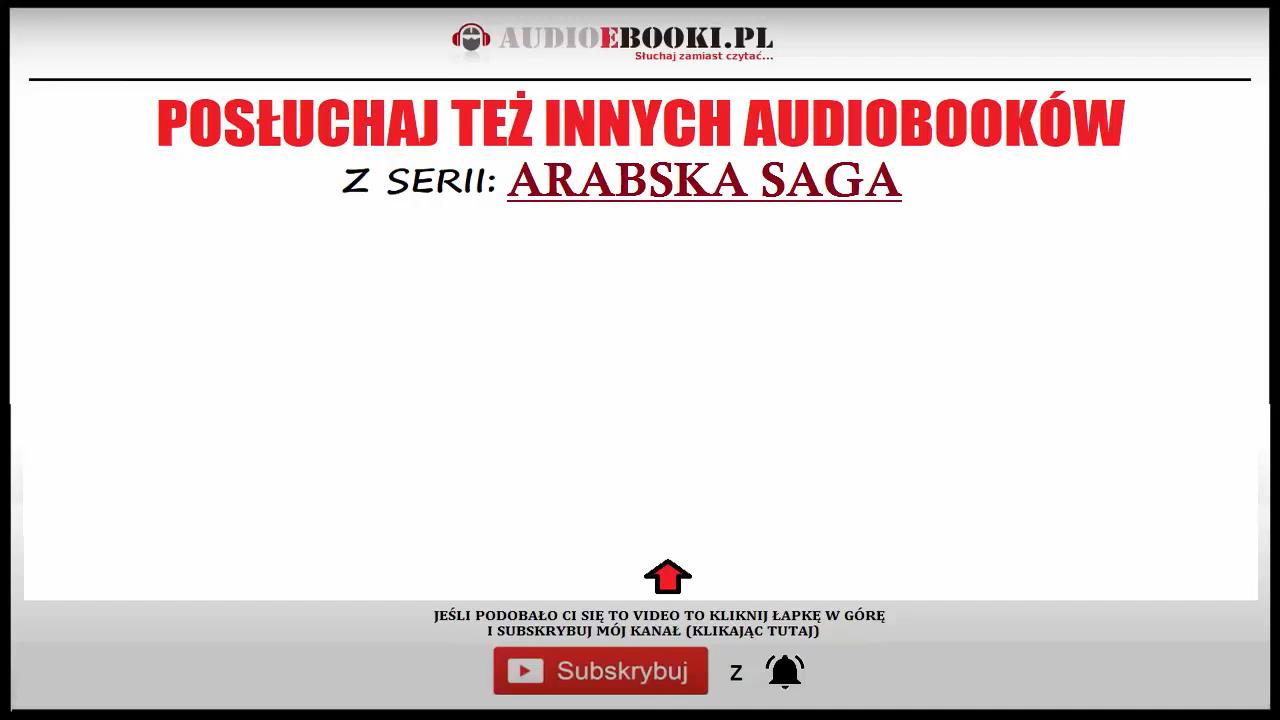 AUDIOEBOOKI.PL
Słuchaj zamiast czytać...
POSŁUCHAJ TEŻ INNYCH AUDIOBOOKÓW
Z SERII: ARABSKA SAGA
JEŚLI PODOBAŁO CI SIĘ TO VIDEO TO KLIKNIJ ŁAPKĘ W GÓRĘ
I SUBSKRYBUJ MÓJ KANAŁ (KLIKAJĄC TUTAJ)
Subskrybuj z